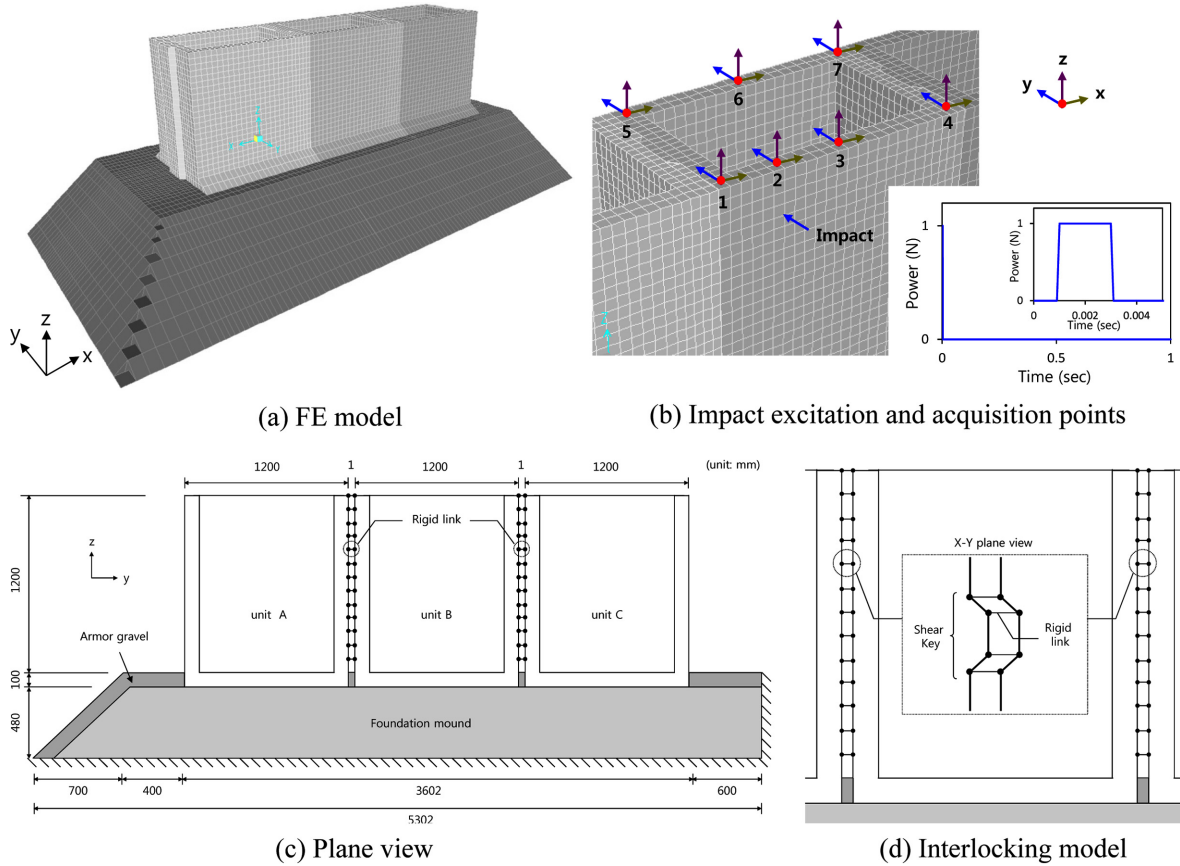 z
y
x
(a) FE model
7
6
5
4
3
2
1
Impact
z
y
x
Power (N)
1
0
0
0.5
1
Time (sec)
Power (N)
1
0
0
0.002
0.004
Time (sec)
(b) Impact excitation and acquisition points
1200
1
1200
1
1200
(unit: mm)
Rigid link
z
y
1200
unit A
unit B
unit C
Armor gravel
100
480
Foundation mound
700
400
3602
600
5302
(c) Plane view
X-Y plane view
Shear
Key
Rigid
link
(d) Interlocking model